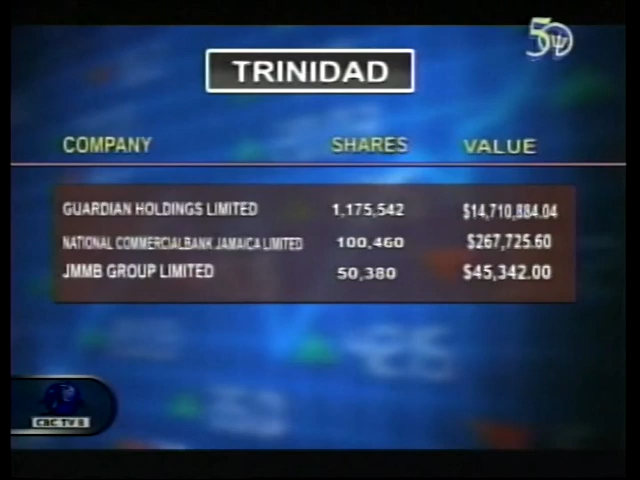 50
TRINIDAD
COMPANY SHARES VALUE
GUARDIAN HOLDINGS LIMITED 1,175,542 $14,710,884.04
NATIONAL COMMERCIALBANK JAMAICA LIMITED 100,460 $267,725.60
JMMB GROUP LIMITED 50,380 $45,342.00
CBC TV 8